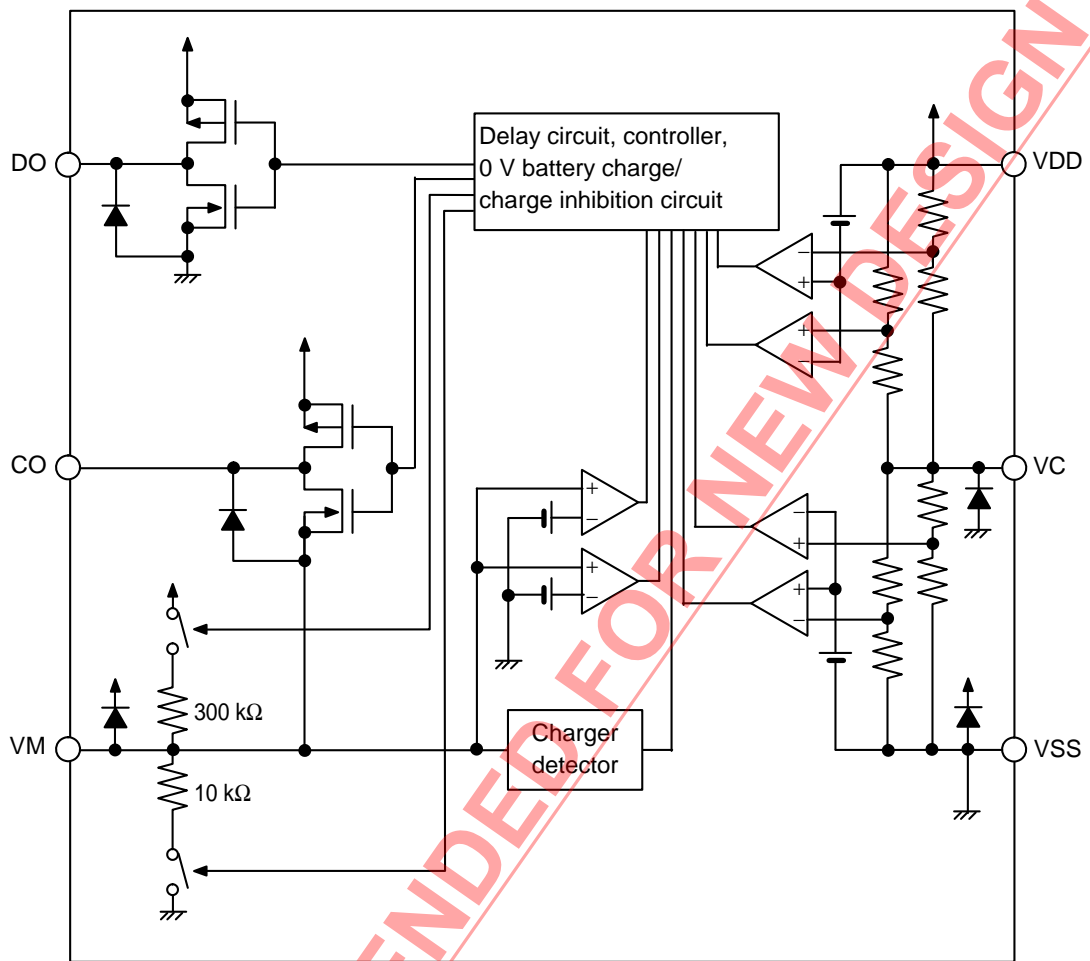 DO
Delay circuit, controller,
0 V battery charge/
charge inhibition circuit
VDD
−
+
+
−
CO
VC
+
−
−
+
+
−
+
−
300 kΩ
VM
Charger
detector
VSS
10 kΩ
ENDED FOR NEW DESIGN